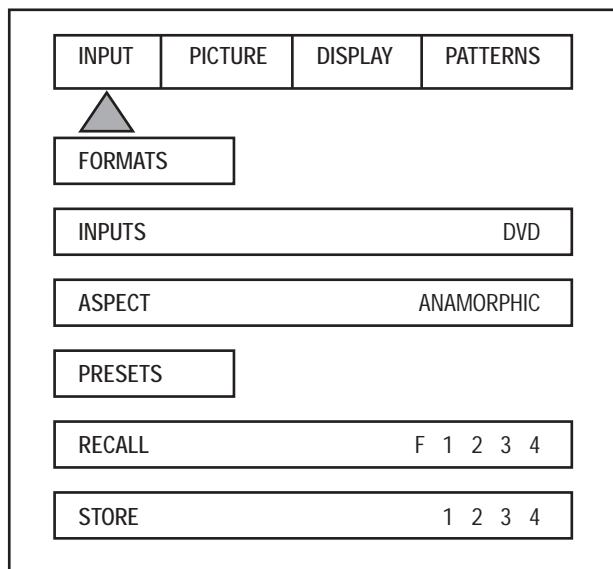 INPUT PICTURE DISPLAY PATTERNS
FORMATS
INPUTS DVD
ASPECT ANAMORPHIC
PRESETS
RECALL F 1 2 3 4
STORE 1 2 3 4